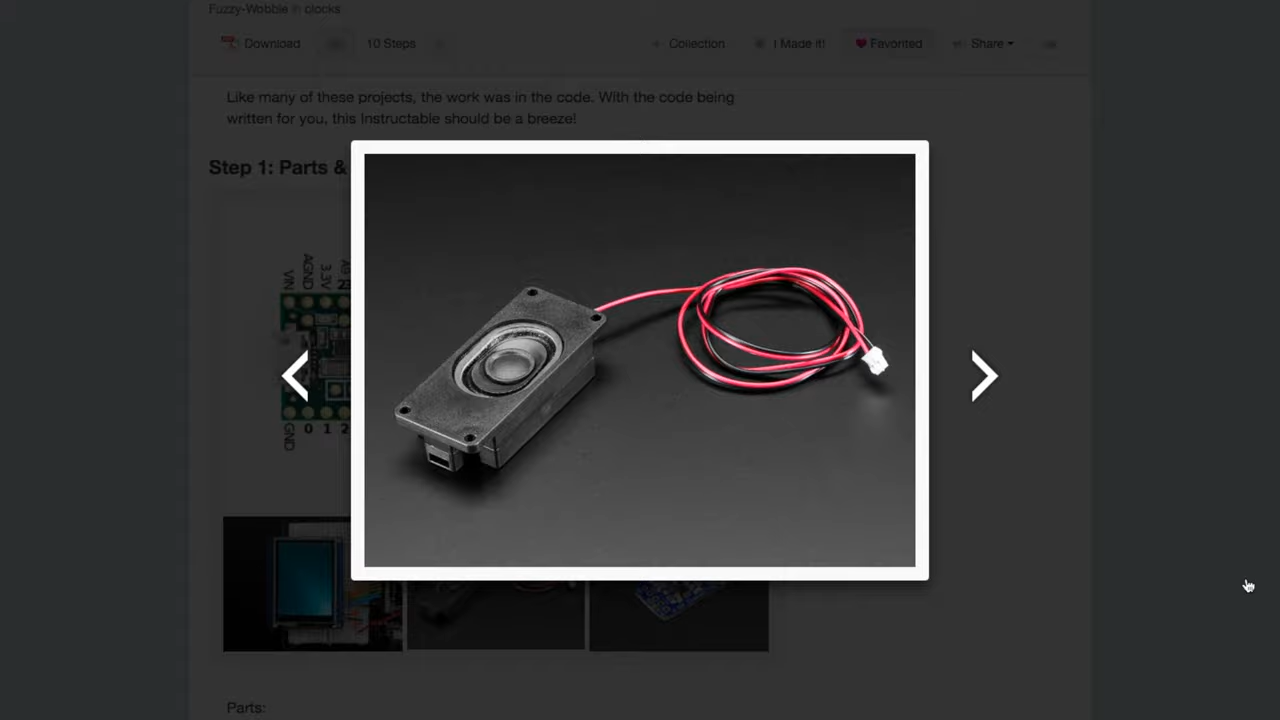 Fuzzy-Wobble in clocks
Download
10 Steps
Collection
I Made it!
Favorited
Share
Like many of these projects, the work was in the code. With the code being
written for you, this Instructable should be a breeze!
Step 1: Parts &
VIN
AGND
3.3V
GND
0
1
2
Parts: